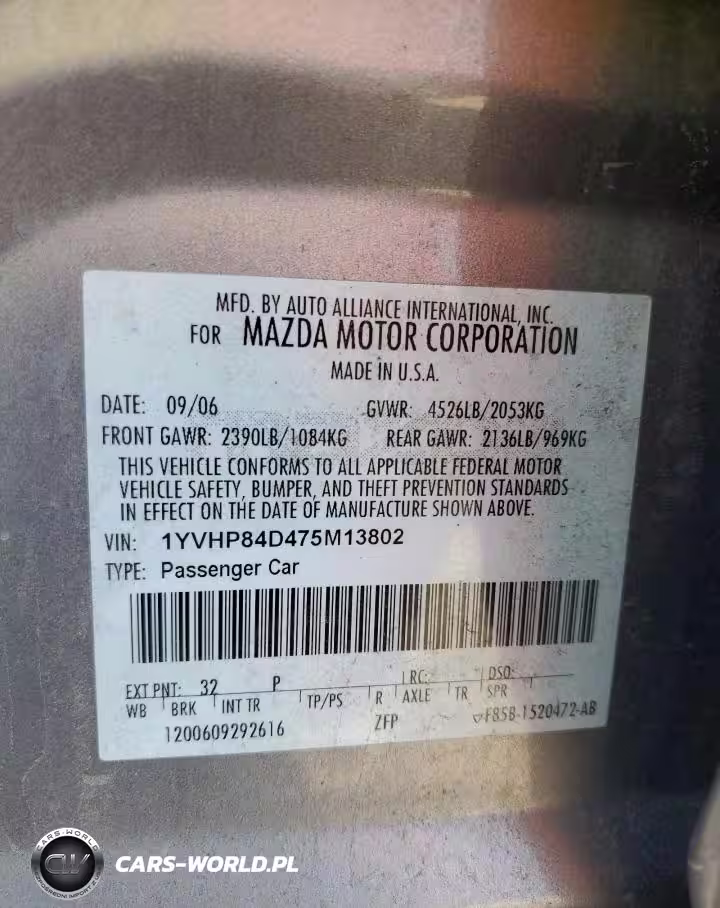 MFD. BY AUTO ALLIANCE INTERNATIONAL, INC.
FOR MAZDA MOTOR CORPORATION
MADE IN U.S.A.
DATE: 09/06 GVWR: 4526LB/2053KG
FRONT GAWR: 2390LB/1084KG REAR GAWR: 2136LB/969KG
THIS VEHICLE CONFORMS TO ALL APPLICABLE FEDERAL MOTOR
VEHICLE SAFETY, BUMPER, AND THEFT PREVENTION STANDARDS
IN EFFECT ON THE DATE OF MANUFACTURE SHOWN ABOVE.
VIN: 1YVHP84D475M13802
TYPE: Passenger Car
EXT PNT: 32 P RC: DSO:
WB BRK INT TR TP/PS R AXLE TR SPR
1200609292616 ZFP F85B-1520472-AB
CARS-WORLD
CARS-WORLD.PL